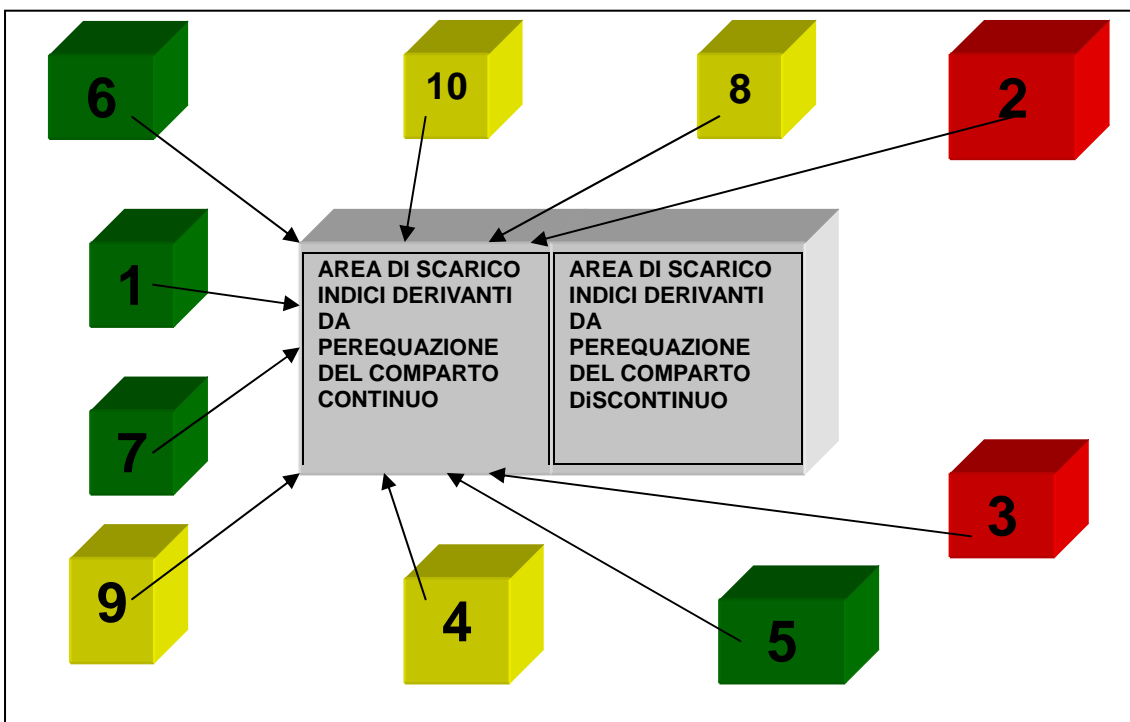 6
10
8
2
1
AREA DI SCARICO
INDICI DERIVANTI
DA
PEREQUAZIONE
DEL COMPARTO
CONTINUO
AREA DI SCARICO
INDICI DERIVANTI
DA
PEREQUAZIONE
DEL COMPARTO
DiSCONTINUO
7
3
9
4
5